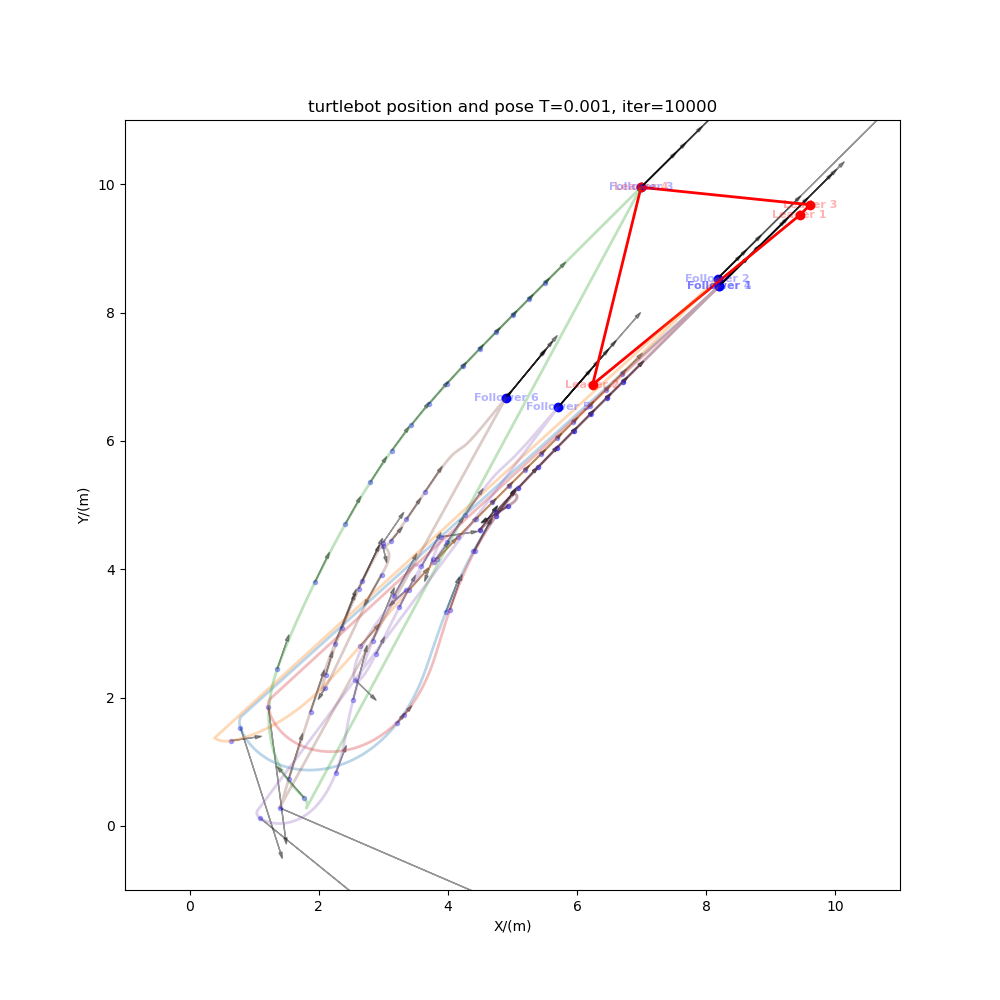 turtlebot position and pose T=0.001, iter=10000
10
8
6
4
2
0
Y/(m)
Follower 3
Leader 3
Leader 1
Follower 2
Follower 6
Follower 5
0
2
4
6
8
10
X/(m)